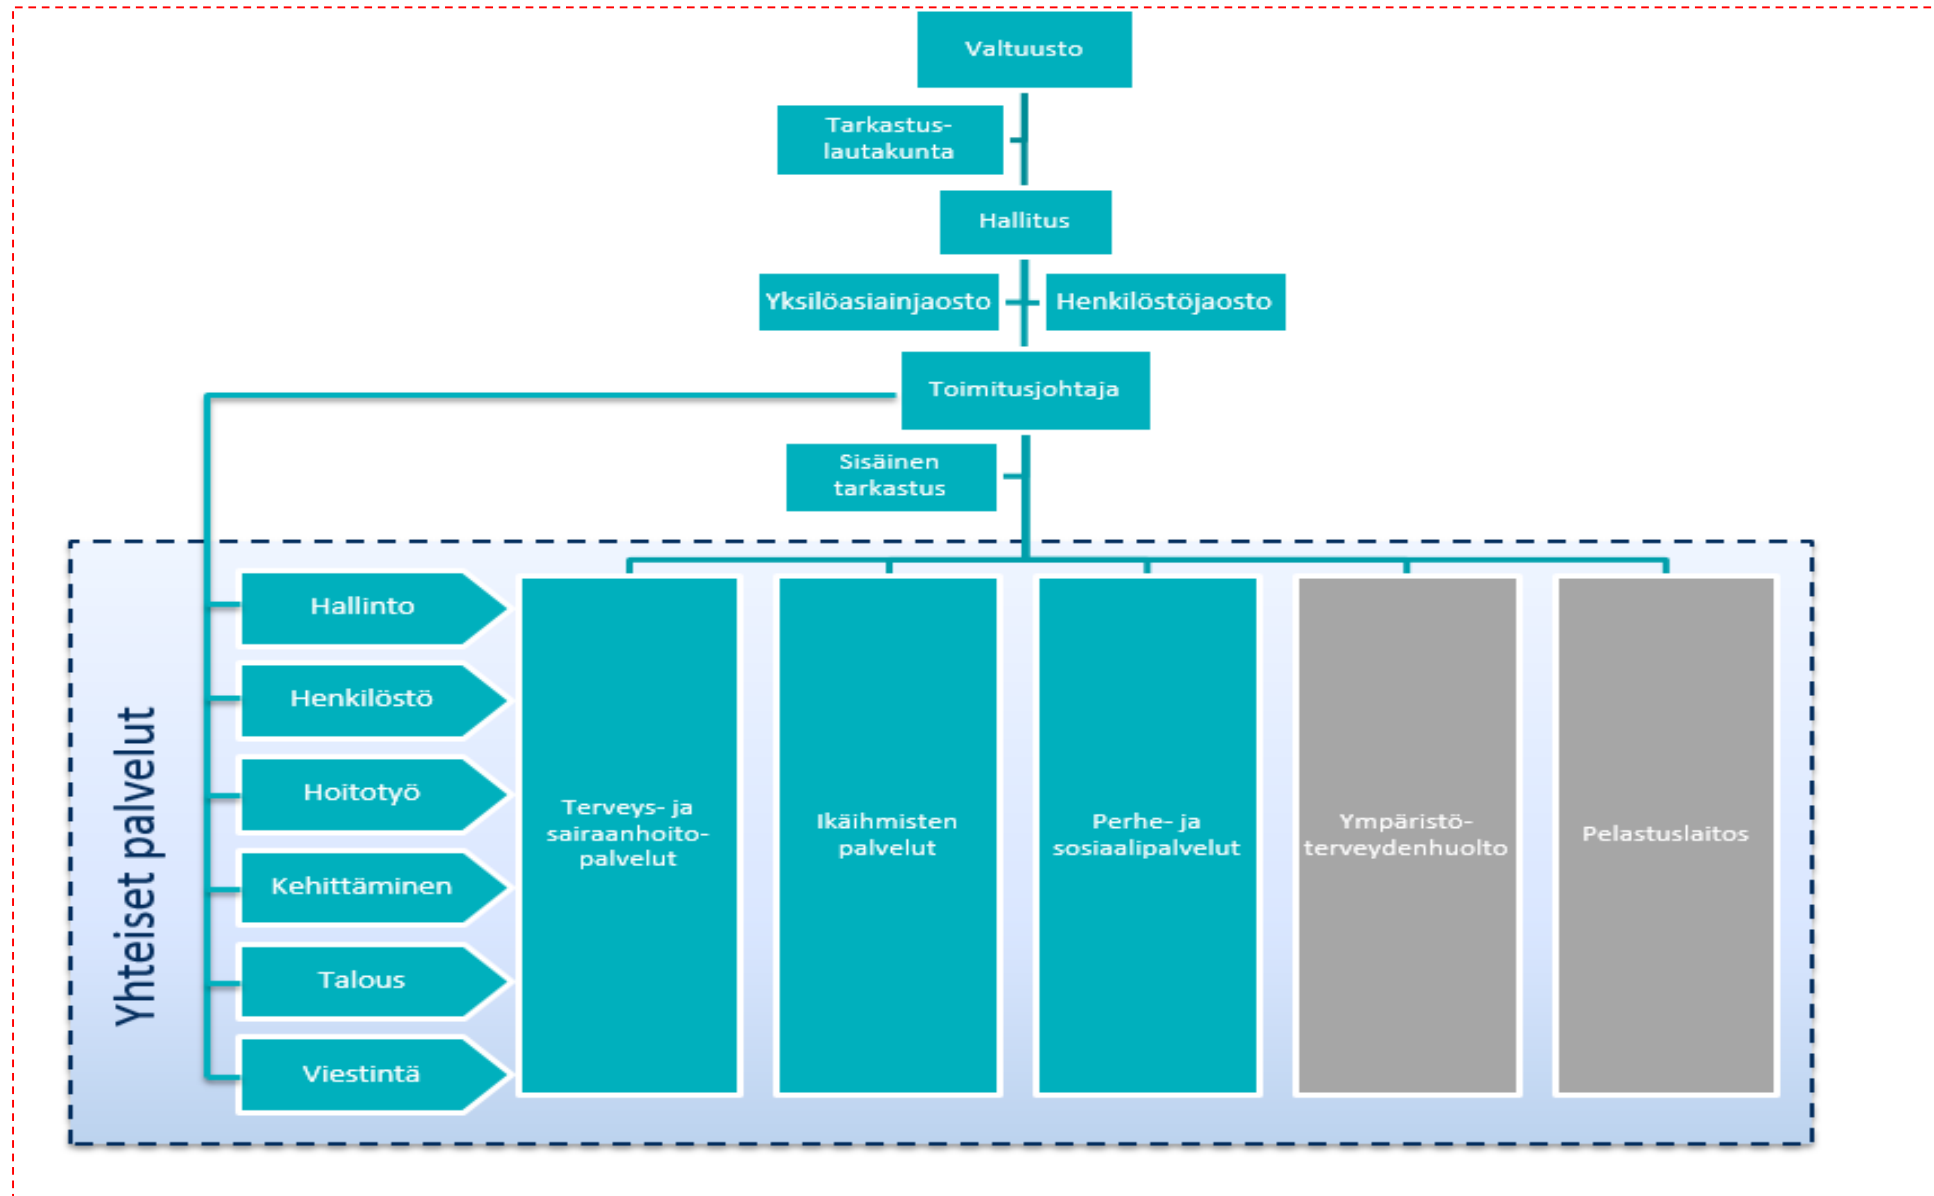 Valtuusto
Tarkastus-
lautakunta
Hallitus
Yksilöasiainjaosto
Henkilöstöjaosto
Toimitusjohtaja
Sisäinen
tarkastus
Yhteiset palvelut
Hallinto
Henkilöstö
Hoitotyö
Kehittäminen
Talous
Viestintä
Terveys- ja
sairaanhoito-
palvelut
Ikäihmisten
palvelut
Perhe- ja
sosiaalipalvelut
Ympäristö-
terveydenhuolto
Pelastuslaitos